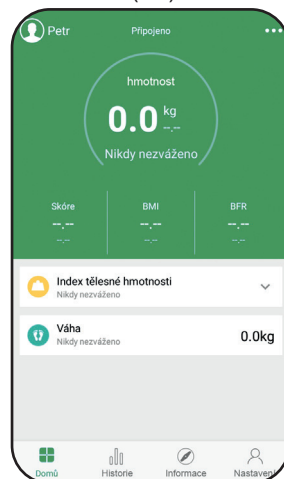 Petr Připojeno
hmotnost
0.0 kg
--.--
Nikdy nezváženo
Skóre BMI BFR
--.-- --.-- --.--
--.-- --.-- --.--
Index tělesné hmotnosti
Nikdy nezváženo
Váha
Nikdy nezváženo
0.0kg
Domů Historie Informace Nastavení